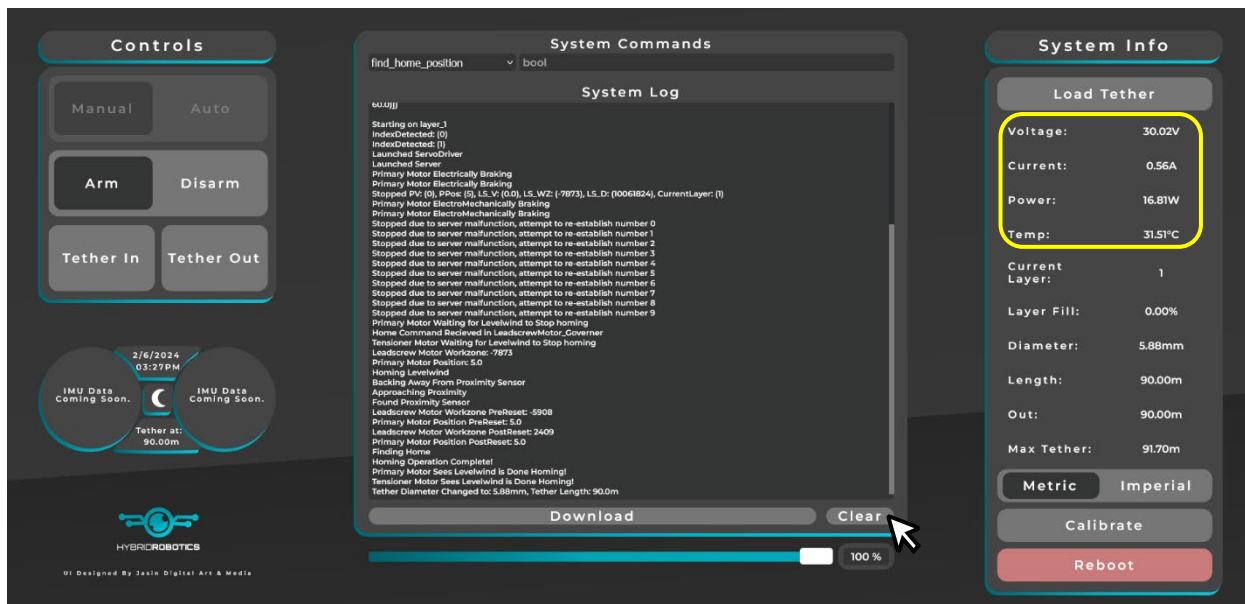 Controls
Manual Auto
Arm Disarm
Tether In Tether Out
2/6/2024
03:27PM
IMU Data
Coming Soon.
IMU Data
Coming Soon.
Tether at:
90.00m
HYBRIDROBOTICS
UI Designed By Jaxin Digital Art & Media
System Commands
find_home_position bool
System Log
60.0)]]
Starting on layer_1
IndexDetected: (0)
IndexDetected: (1)
Launched ServoDriver
Launched Server
Primary Motor Electrically Braking
Primary Motor Electrically Braking
Stopped PV: (0), PPos: (5), LS_V: (0.0), LS_WZ: (-7873), LS_D: (10061824), CurrentLayer: (1)
Primary Motor ElectroMechanically Braking
Primary Motor ElectroMechanically Braking
Stopped due to server malfunction, attempt to re-establish number 0
Stopped due to server malfunction, attempt to re-establish number 1
Stopped due to server malfunction, attempt to re-establish number 2
Stopped due to server malfunction, attempt to re-establish number 3
Stopped due to server malfunction, attempt to re-establish number 4
Stopped due to server malfunction, attempt to re-establish number 5
Stopped due to server malfunction, attempt to re-establish number 6
Stopped due to server malfunction, attempt to re-establish number 7
Stopped due to server malfunction, attempt to re-establish number 8
Stopped due to server malfunction, attempt to re-establish number 9
Primary Motor Waiting for Levelwind to Stop homing
Home Command Recieved in LeadscrewMotor_Governer
Tensioner Motor Waiting for Levelwind to Stop homing
Leadscrew Motor Workzone: -7873
Primary Motor Position: 5.0
Homing Levelwind
Backing Away From Proximity Sensor
Approaching Proximity
Found Proximity Sensor
Leadscrew Motor Workzone PreReset: -5908
Primary Motor Position PreReset: 5.0
Leadscrew Motor Workzone PostReset: 2409
Primary Motor Position PostReset: 5.0
Finding Home
Homing Operation Complete!
Primary Motor Sees Levelwind is Done Homing!
Tensioner Motor Sees Levelwind is Done Homing!
Tether Diameter Changed to: 5.88mm, Tether Length: 90.0m
Download Clear
100 %
System Info
Load Tether
Voltage: 30.02V
Current: 0.56A
Power: 16.81W
Temp: 31.51°C
Current
Layer: 1
Layer Fill: 0.00%
Diameter: 5.88mm
Length: 90.00m
Out: 90.00m
Max Tether: 91.70m
Metric Imperial
Calibrate
Reboot